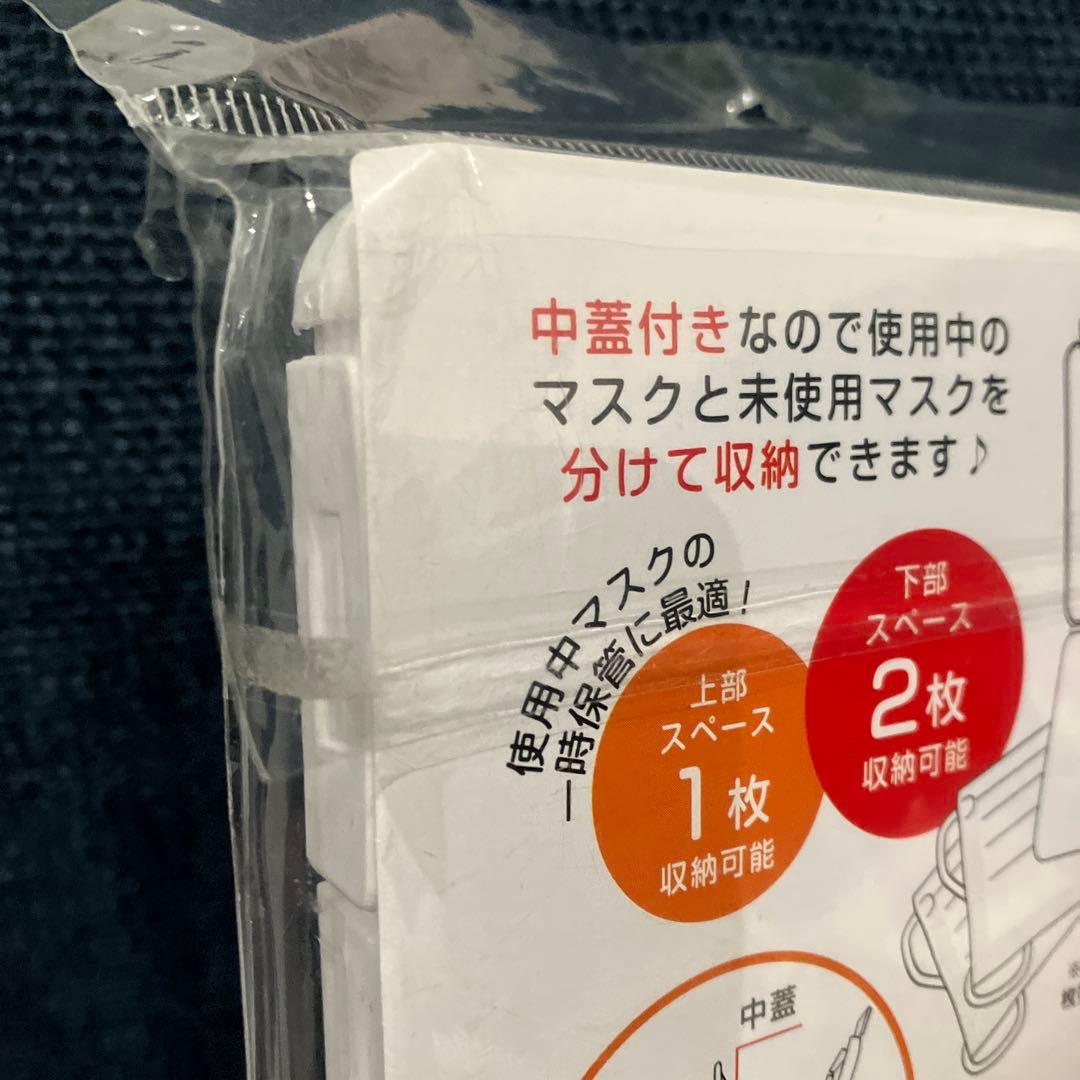 中蓋付きなので使用中の
マスクと未使用マスクを
分けて収納できます♪
使用中マスクの
一時保管に最適！
上部
スペース
1枚
収納可能
下部
スペース
2枚
収納可能
中蓋